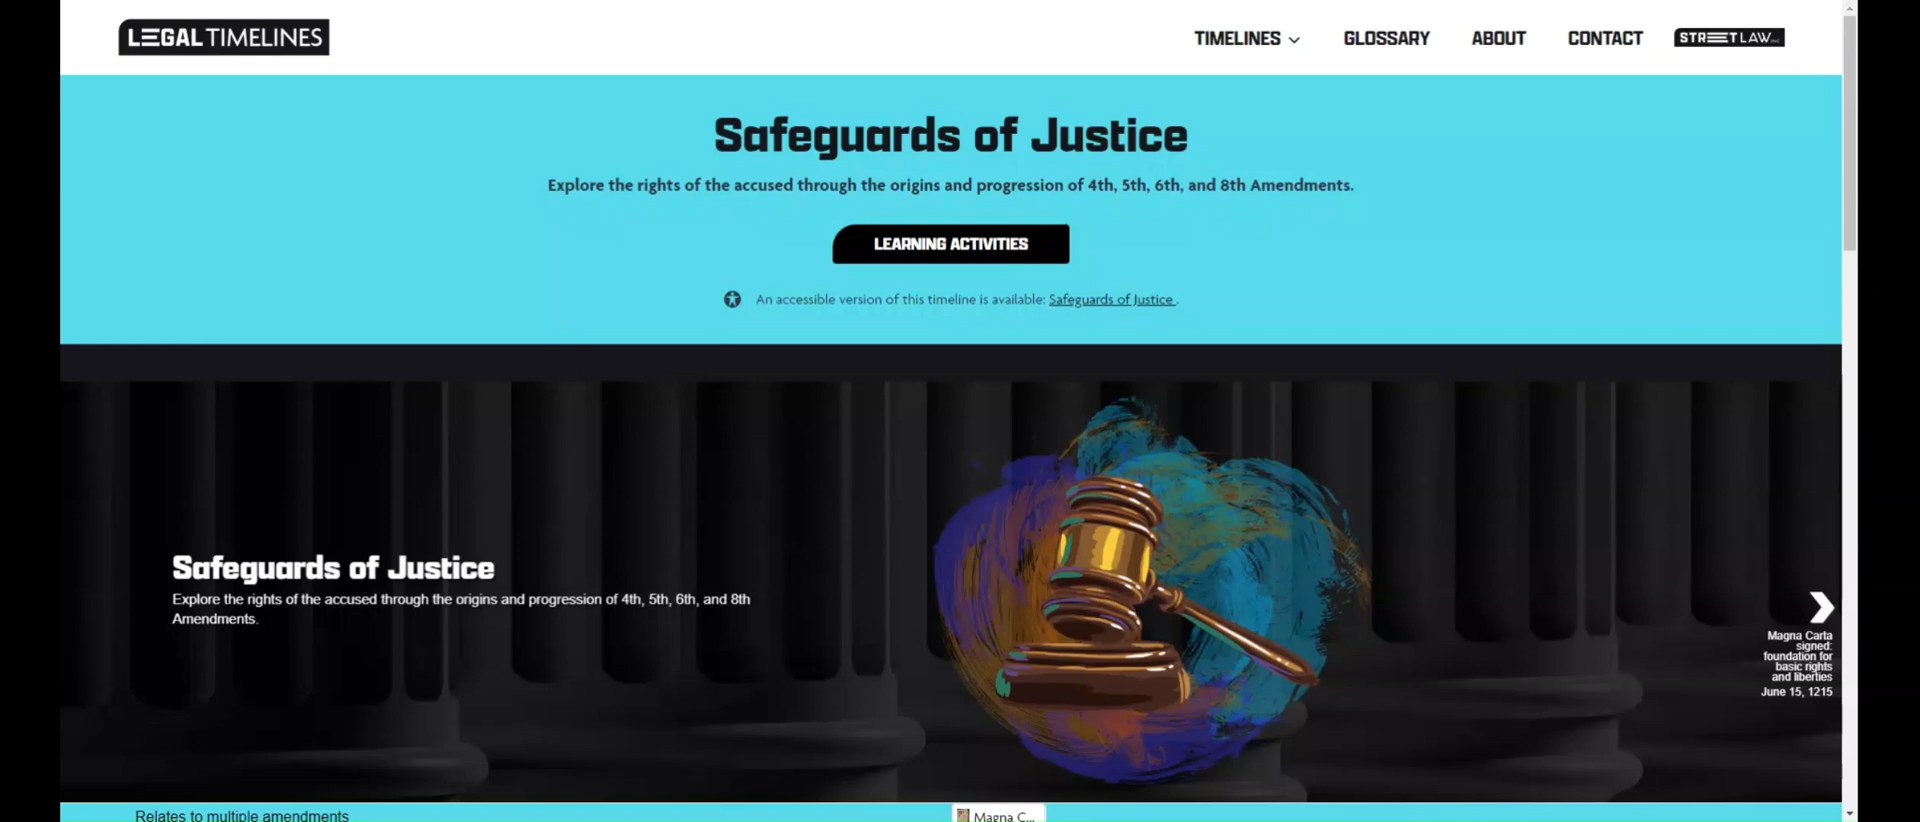 LEGAL TIMELINES
TIMELINES
GLOSSARY
ABOUT
CONTACT
STREET LAW
Safeguards of Justice
Explore the rights of the accused through the origins and progression of 4th, 5th, 6th, and 8th Amendments.
LEARNING ACTIVITIES
An accessible version of this timeline is available: Safeguards of Justice .
Safeguards of Justice
Explore the rights of the accused through the origins and progression of 4th, 5th, 6th, and 8th
Amendments.
Magna Carta
signed:
foundation for
basic rights
and liberties
June 15, 1215
Relates to multiple amendments
Magna C...